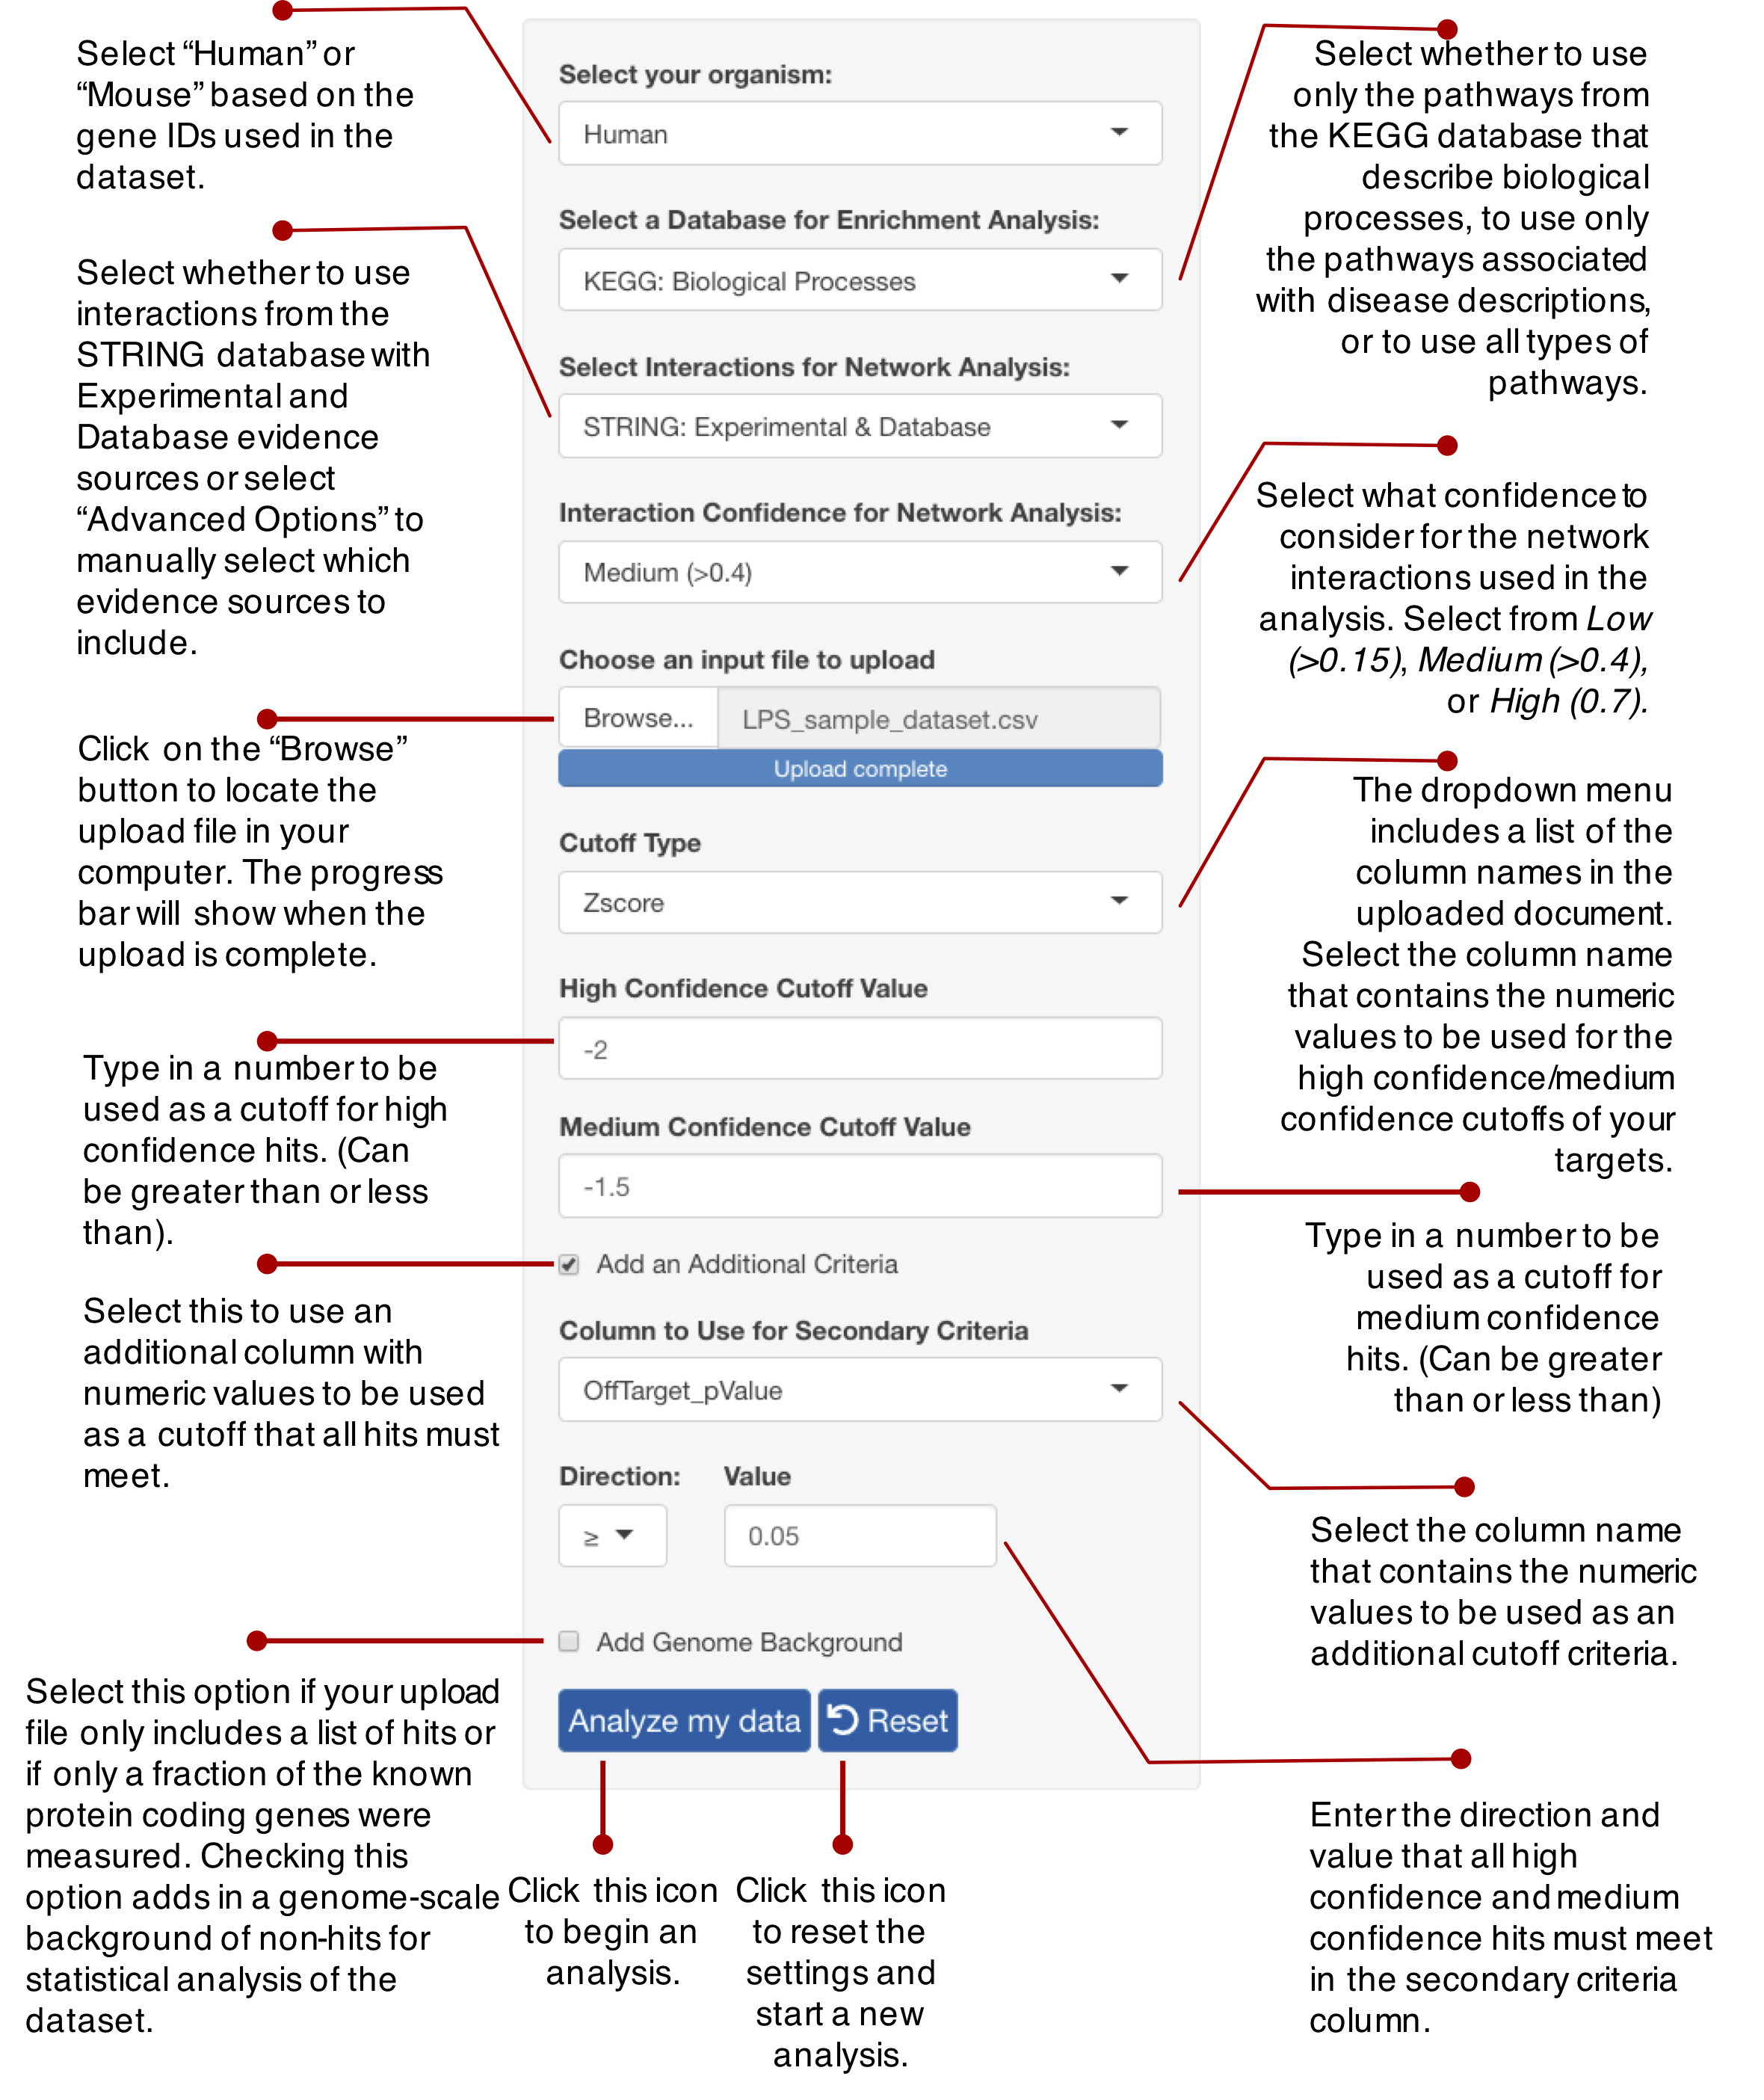 Select “Human” or
“Mouse” based on the
gene IDs used in the
dataset.
Select whether to use
interactions from the
STRING database with
Experimental and
Database evidence
sources or select
“Advanced Options” to
manually select which
evidence sources to
include.
Click on the “Browse”
button to locate the
upload file in your
computer. The progress
bar will show when the
upload is complete.
Type in a number to be
used as a cutoff for high
confidence hits. (Can
be greater than or less
than).
Select this to use an
additional column with
numeric values to be used
as a cutoff that all hits must
meet.
Select this option if your upload
file only includes a list of hits or
if only a fraction of the known
protein coding genes were
measured. Checking this
option adds in a genome-scale
background of non-hits for
statistical analysis of the
dataset.
Select your organism:
Human
Select a Database for Enrichment Analysis:
KEGG: Biological Processes
Select Interactions for Network Analysis:
STRING: Experimental & Database
Interaction Confidence for Network Analysis:
Medium (>0.4)
Choose an input file to upload
Browse... LPS_sample_dataset.csv
Upload complete
Cutoff Type
Zscore
High Confidence Cutoff Value
-2
Medium Confidence Cutoff Value
-1.5
Add an Additional Criteria
Column to Use for Secondary Criteria
OffTarget_pValue
Direction: Value
≥ 0.05
Add Genome Background
Analyze my data Reset
Click this icon
to begin an
analysis.
Click this icon
to reset the
settings and
start a new
analysis.
Select whether to use
only the pathways from
the KEGG database that
describe biological
processes, to use only
the pathways associated
with disease descriptions,
or to use all types of
pathways.
Select what confidence to
consider for the network
interactions used in the
analysis. Select from Low
(>0.15), Medium (>0.4),
or High (0.7).
The dropdown menu
includes a list of the
column names in the
uploaded document.
Select the column name
that contains the numeric
values to be used for the
high confidence/medium
confidence cutoffs of your
targets.
Type in a number to be
used as a cutoff for
medium confidence
hits. (Can be greater
than or less than)
Select the column name
that contains the numeric
values to be used as an
additional cutoff criteria.
Enter the direction and
value that all high
confidence and medium
confidence hits must meet
in the secondary criteria
column.